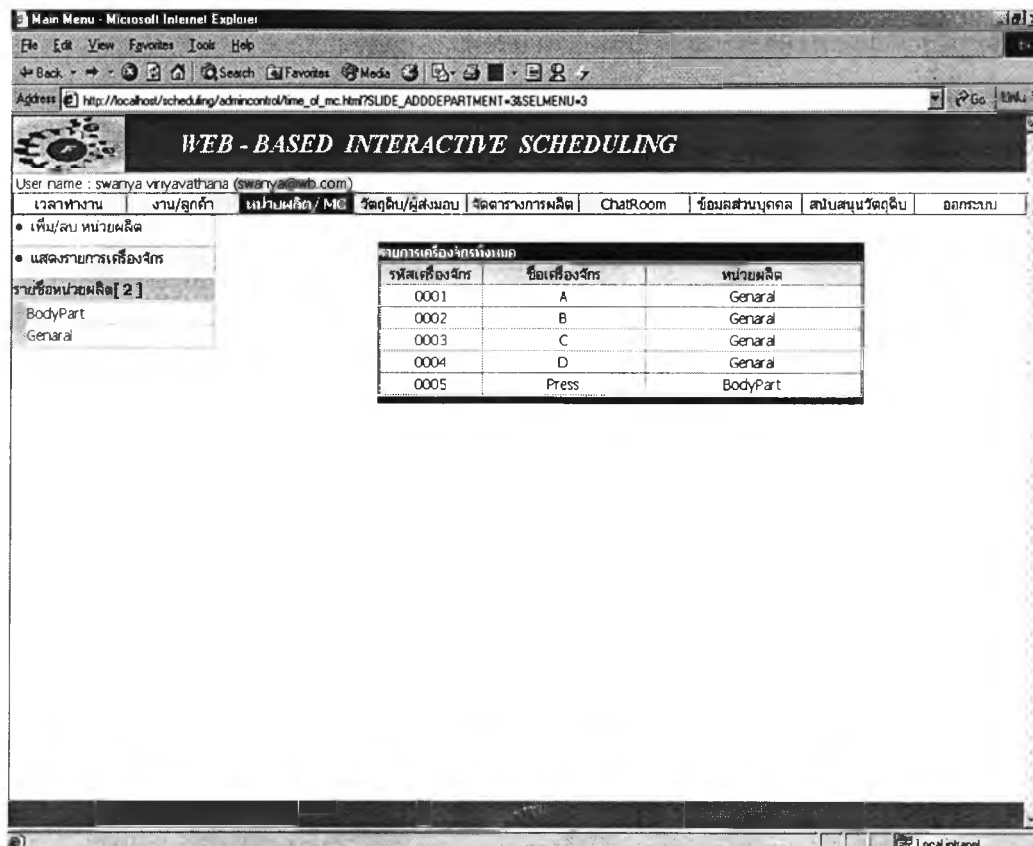 Main Menu - Microsoft Internet Explorer
File Edit View Favorites Tools Help
Back Search Favorites Media
Address http://localhost/scheduling/admincontrol/time_of_mc.html?SLIDE_ADDDEPARTMENT=3&SELMENU=3 Go Links
WEB - BASED INTERACTIVE SCHEDULING
User name : swanya viriyavathana (swanya@wb.com)
เวลาทำงาน งาน/ลูกค้า หน่วยผลิต/ MC วัตถุดิบ/ผู้ส่งมอบ จัดตารางการผลิต ChatRoom ข้อมูลส่วนบุคคล สนับสนุนวัตถุดิบ ออกระบบ
• เพิ่ม/ลบ หน่วยผลิต
• แสดงรายการเครื่องจักร
รายชื่อหน่วยผลิต[ 2 ]
BodyPart
Genaral
รายการเครื่องจักรทั้งหมด
รหัสเครื่องจักร ชื่อเครื่องจักร หน่วยผลิต
0001 A Genaral
0002 B Genaral
0003 C Genaral
0004 D Genaral
0005 Press BodyPart
Local intranet